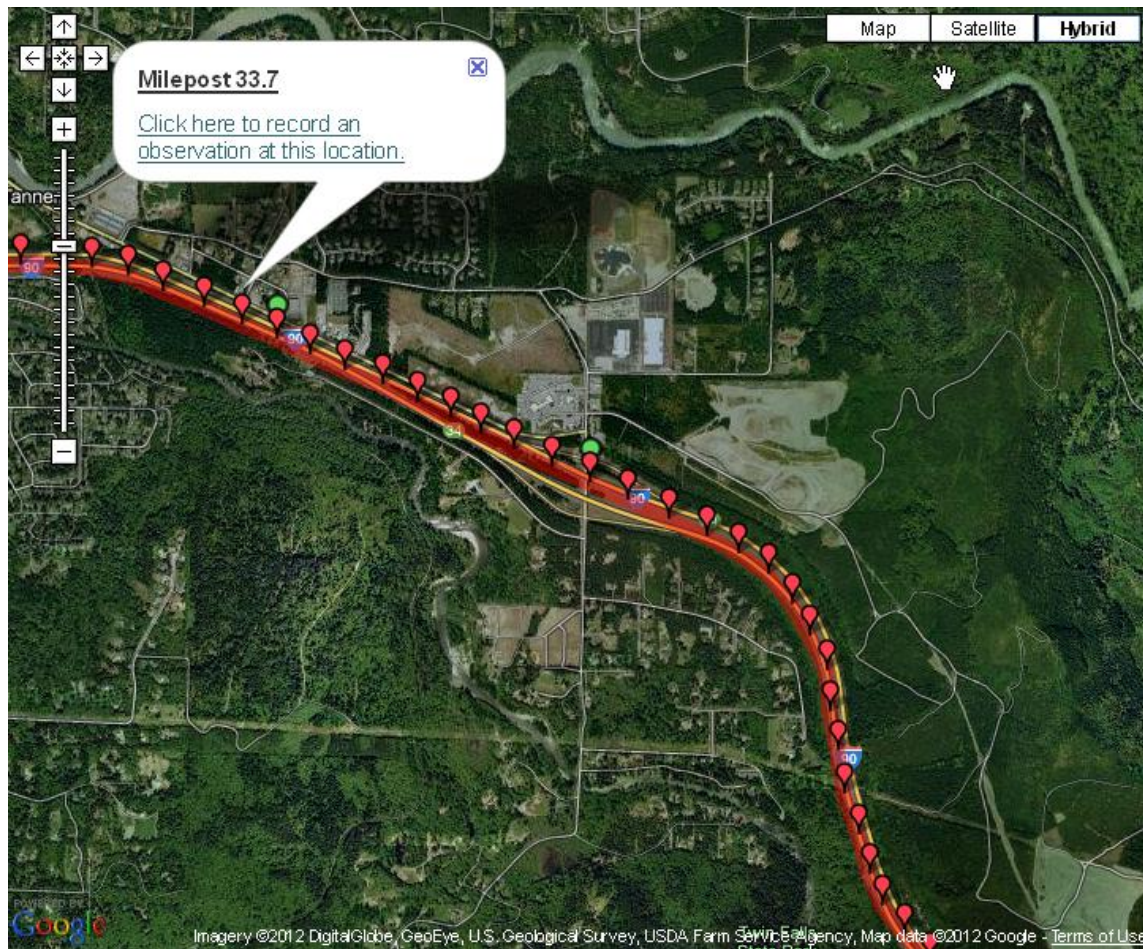 Map Satellite Hybrid
Milepost 33.7
Click here to record an
observation at this location.
anne
90
90
34
90
90
POWERED BY
Google
Twin Falls
Imagery ©2012 DigitalGlobe, GeoEye, U.S. Geological Survey, USDA Farm Service Agency, Map data ©2012 Google - Terms of Use